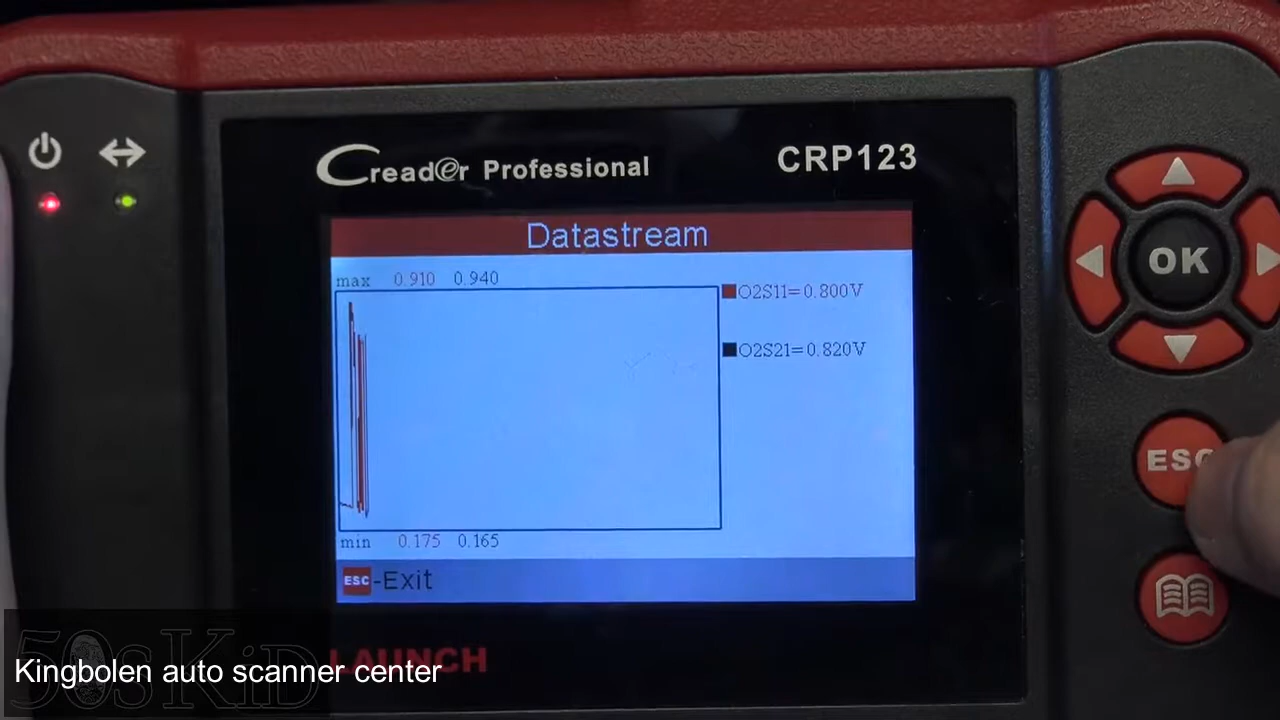 Creader Professional
CRP123
Datastream
max 0.910 0.940
O2S11=0.800V
O2S21=0.820V
min 0.175 0.165
ESC-Exit
OK
ESC
LAUNCH
50sKiD
Kingbolen auto scanner center